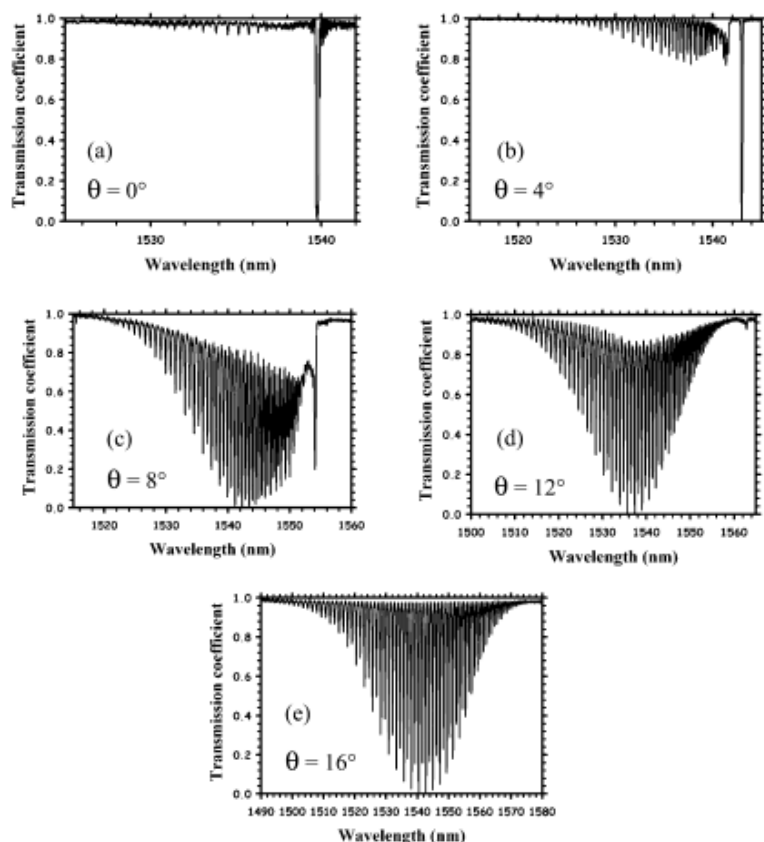 1.0
0.8
0.6
0.4
0.2
0.0
Transmission coefficient
(a)
θ = 0°
1530
1540
Wavelength (nm)
1.0
0.8
0.6
0.4
0.2
0.0
Transmission coefficient
(b)
θ = 4°
1520
1530
1540
Wavelength (nm)
1.0
0.8
0.6
0.4
0.2
0.0
Transmission coefficient
(c)
θ = 8°
1520
1530
1540
1550
1560
Wavelength (nm)
1.0
0.8
0.6
0.4
0.2
0.0
Transmission coefficient
(d)
θ = 12°
1500
1510
1520
1530
1540
1550
1560
Wavelength (nm)
1.0
0.8
0.6
0.4
0.2
0.0
Transmission coefficient
(e)
θ = 16°
1490
1500
1510
1520
1530
1540
1550
1560
1570
1580
Wavelength (nm)